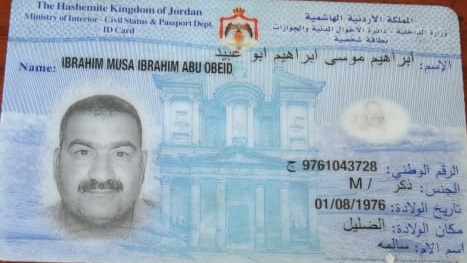 The Hashemite Kingdom of Jordan
Ministry of Interior - Civil Status & Passport Dept.
ID Card
المملكة الأردنية الهاشمية
وزارة الداخلية - دائرة الأحوال المدنية والجوازات
بطاقة شخصية
الإسم: ابراهيم موسى ابراهيم ابو عبيد
Name: IBRAHIM MUSA IBRAHIM ABU OBEID
الرقم الوطني: 9761043728 ج
الجنس: ذكر / M
تاريخ الولادة: 01/08/1976
مكان الولادة: الضليل
اسم الام: سالمه